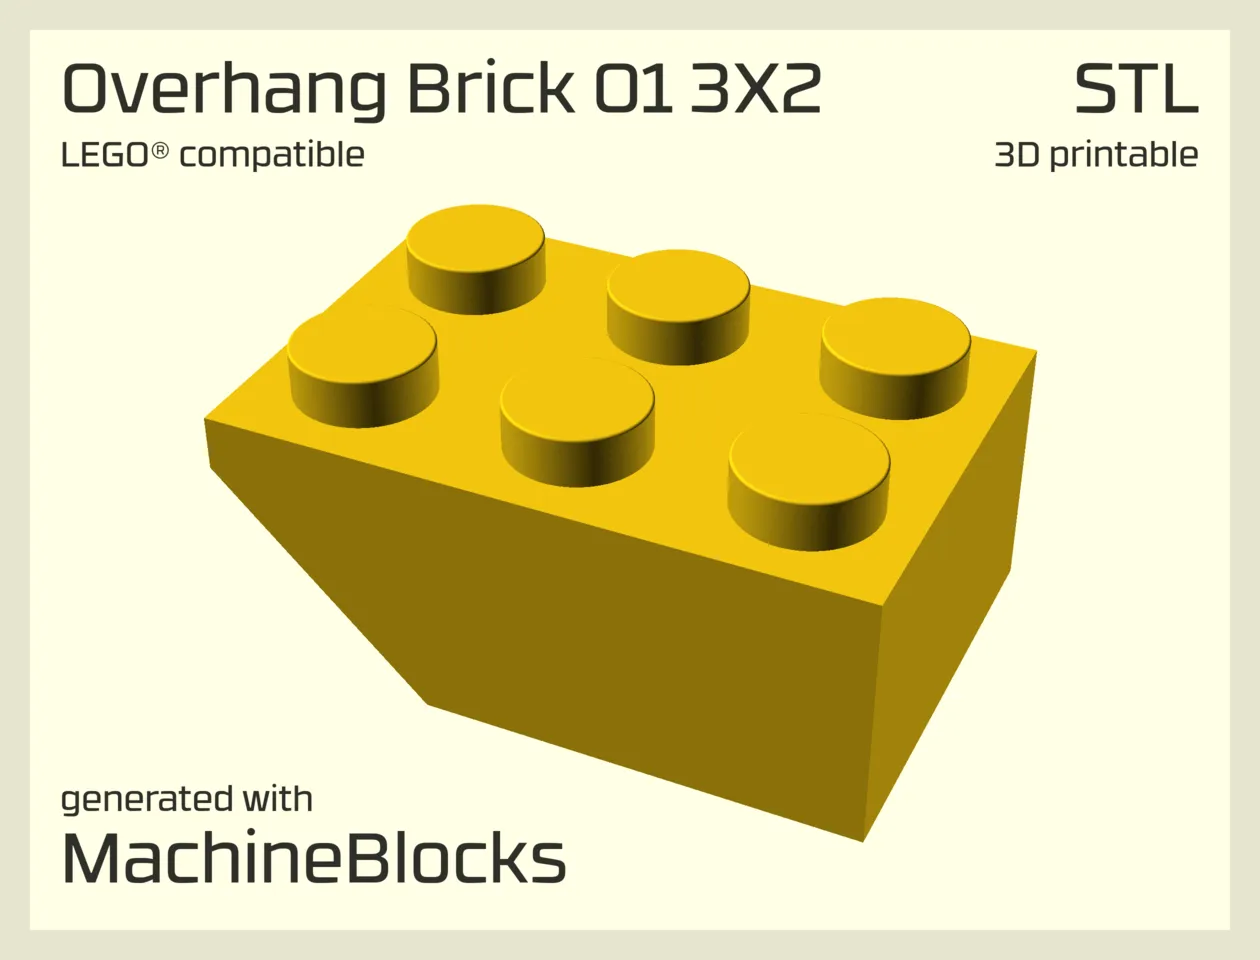 Overhang Brick 01 3X2
STL
LEGO® compatible
3D printable
generated with
MachineBlocks